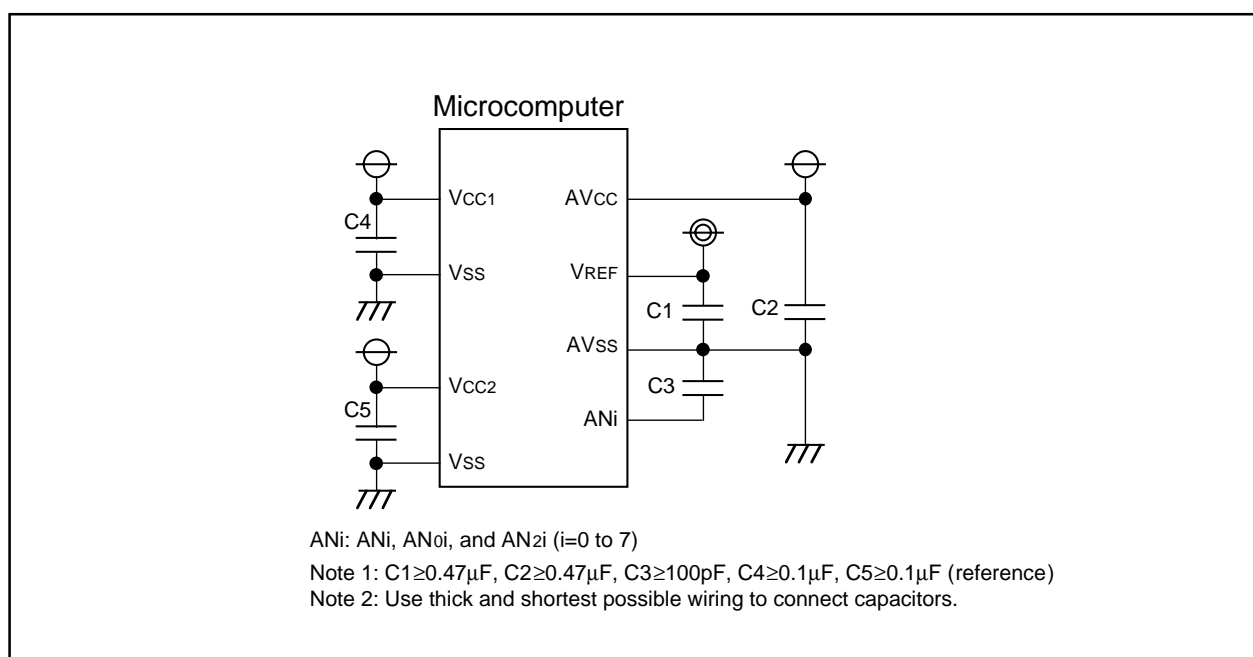 Microcomputer
VCC1
AVCC
C4
VSS
VREF
C1
C2
AVSS
VCC2
C3
C5
ANi
VSS
ANi: ANi, AN0i, and AN2i (i=0 to 7)
Note 1: C1≥0.47μF, C2≥0.47μF, C3≥100pF, C4≥0.1μF, C5≥0.1μF (reference)
Note 2: Use thick and shortest possible wiring to connect capacitors.